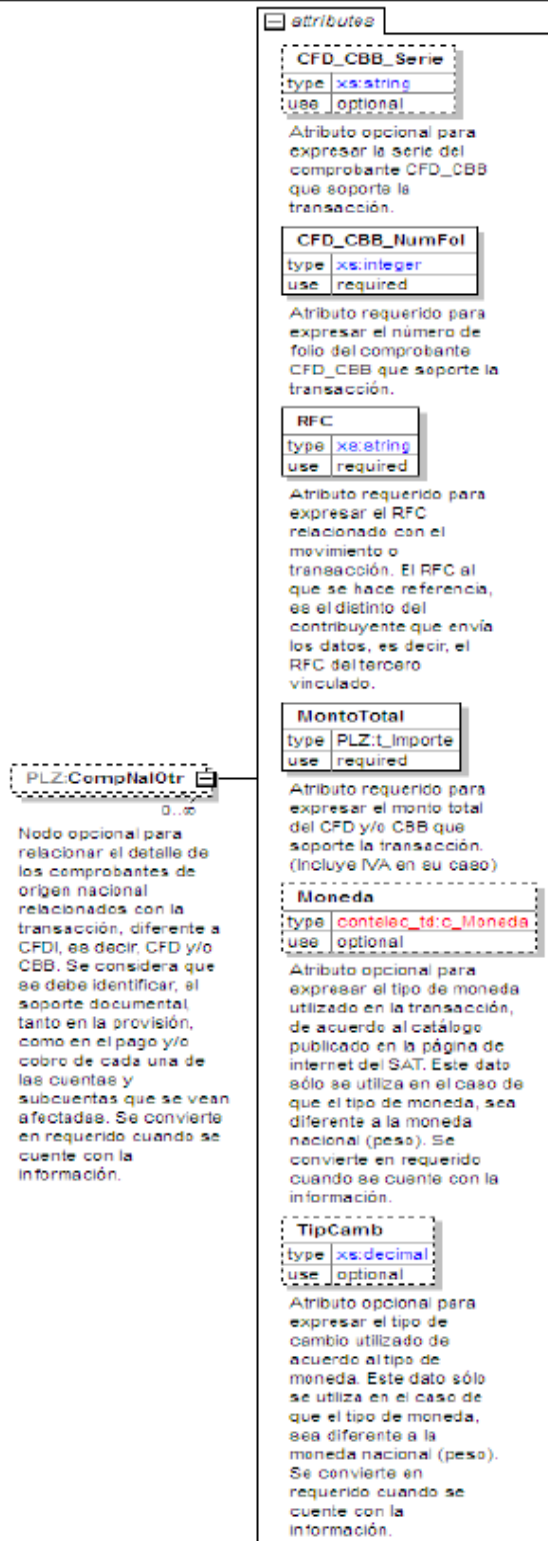 attributes
CFD_CBB_Serie
type xs:string
use optional
Atributo opcional para
expresar la serie del
comprobante CFD_CBB
que soporte la
transacción.
CFD_CBB_NumFol
type xs:integer
use required
Atributo requerido para
expresar el número de
folio del comprobante
CFD_CBB que soporte la
transacción.
RFC
type xs:string
use required
Atributo requerido para
expresar el RFC
relacionado con el
movimiento o
transacción. El RFC al
que se hace referencia,
es el distinto del
contribuyente que envía
los datos, es decir, el
RFC del tercero
vinculado.
MontoTotal
type PLZ:t_Importe
use required
Atributo requerido para
expresar el monto total
del CFD y/o CBB que
soporte la transacción.
(Incluye IVA en su caso)
Moneda
type contelec_td:c_Moneda
use optional
Atributo opcional para
expresar el tipo de moneda
utilizado en la transacción,
de acuerdo al catálogo
publicado en la página de
internet del SAT. Este dato
sólo se utiliza en el caso de
que el tipo de moneda, sea
diferente a la moneda
nacional (peso). Se
convierte en requerido
cuando se cuente con la
información.
TipCamb
type xs:decimal
use optional
Atributo opcional para
expresar el tipo de
cambio utilizado de
acuerdo al tipo de
moneda. Este dato sólo
se utiliza en el caso de
que el tipo de moneda,
sea diferente a la
moneda nacional (peso).
Se convierte en
requerido cuando se
cuente con la
información.
PLZ:CompNalOtr
0..∞
Nodo opcional para
relacionar el detalle de
los comprobantes de
origen nacional
relacionados con la
transacción, diferente a
CFDI, es decir, CFD y/o
CBB. Se considera que
se debe identificar, el
soporte documental,
tanto en la provisión,
como en el pago y/o
cobro de cada una de
las cuentas y
subcuentas que se vean
afectadas. Se convierte
en requerido cuando se
cuente con la
información.